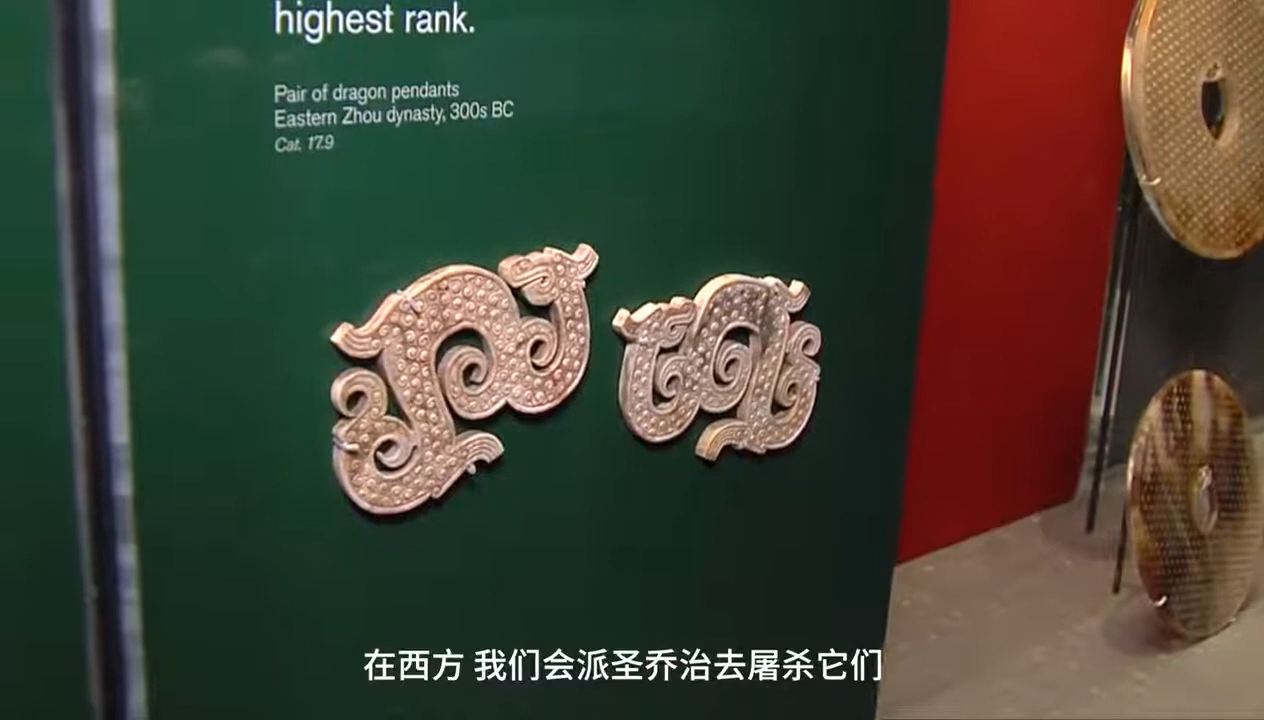 highest rank.
Pair of dragon pendants
Eastern Zhou dynasty, 300s BC
Cat. 17.9
在西方 我们会派圣乔治去屠杀它们